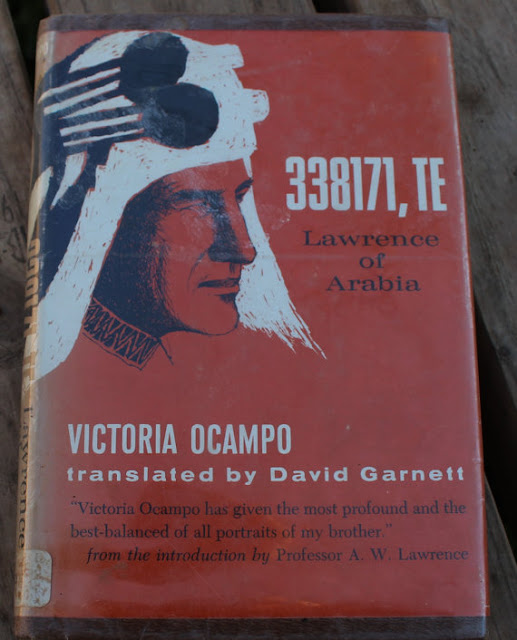 338171, TE
Lawrence
of
Arabia
VICTORIA OCAMPO
translated by David Garnett
"Victoria Ocampo has given the most profound and the
best-balanced of all portraits of my brother."
from the introduction by Professor A. W. Lawrence
Lawrence